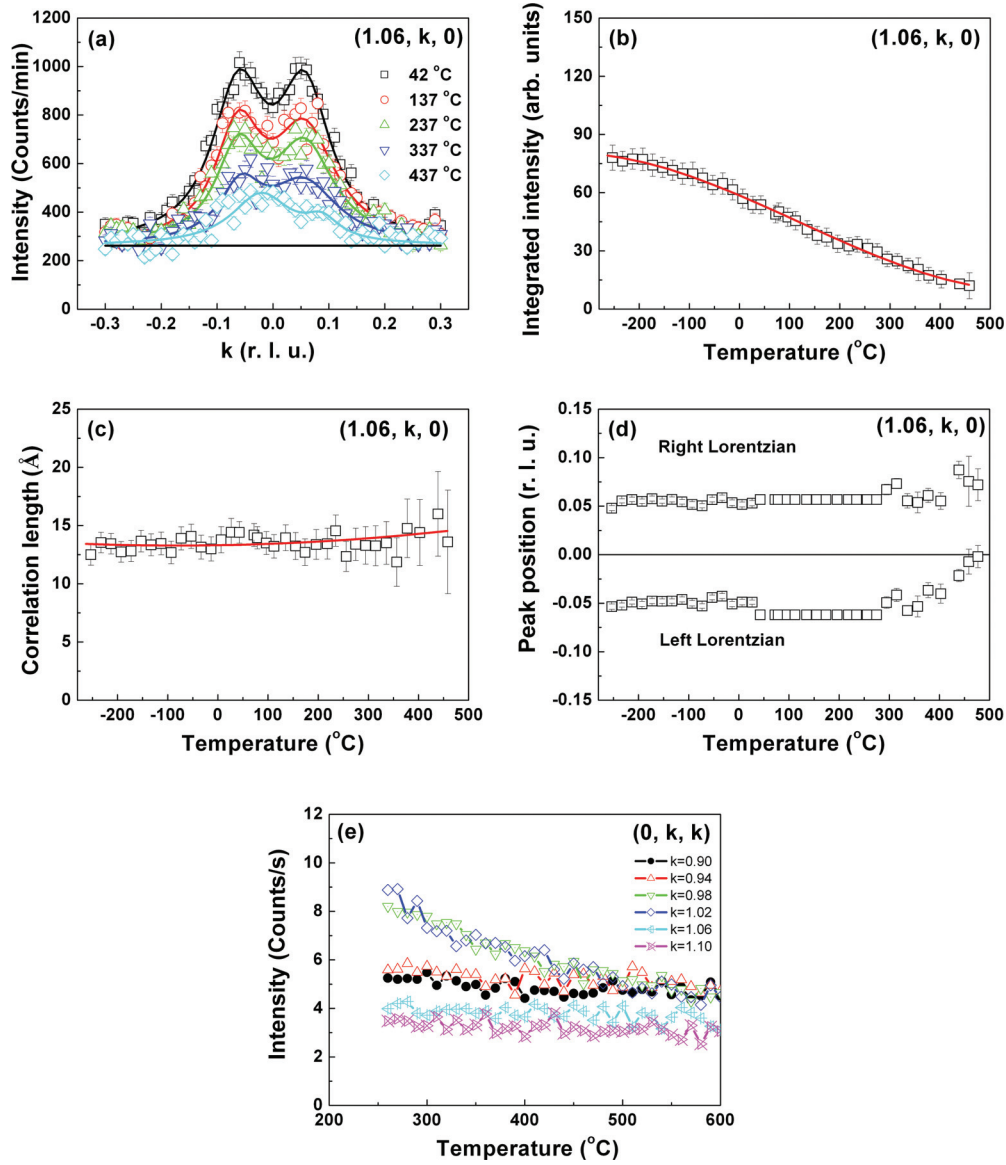 (a) (1.06, k, 0)
42 °C
137 °C
237 °C
337 °C
437 °C
Intensity (Counts/min)
1200
1000
800
600
400
200
0
-0.3 -0.2 -0.1 0.0 0.1 0.2 0.3
k (r. l. u.)
(b) (1.06, k, 0)
Integrated intensity (arb. units)
150
120
90
60
30
0
-200 -100 0 100 200 300 400 500
Temperature (°C)
(c) (1.06, k, 0)
Correlation length (Å)
25
20
15
10
5
0
-200 -100 0 100 200 300 400 500
Temperature (°C)
(d) (1.06, k, 0)
Right Lorentzian
Left Lorentzian
Peak position (r. l. u.)
0.15
0.10
0.05
0.00
-0.05
-0.10
-0.15
-200 -100 0 100 200 300 400 500
Temperature (°C)
(e) (0, k, k)
k=0.90
k=0.94
k=0.98
k=1.02
k=1.06
k=1.10
Intensity (Counts/s)
12
10
8
6
4
2
0
200 300 400 500 600
Temperature (°C)